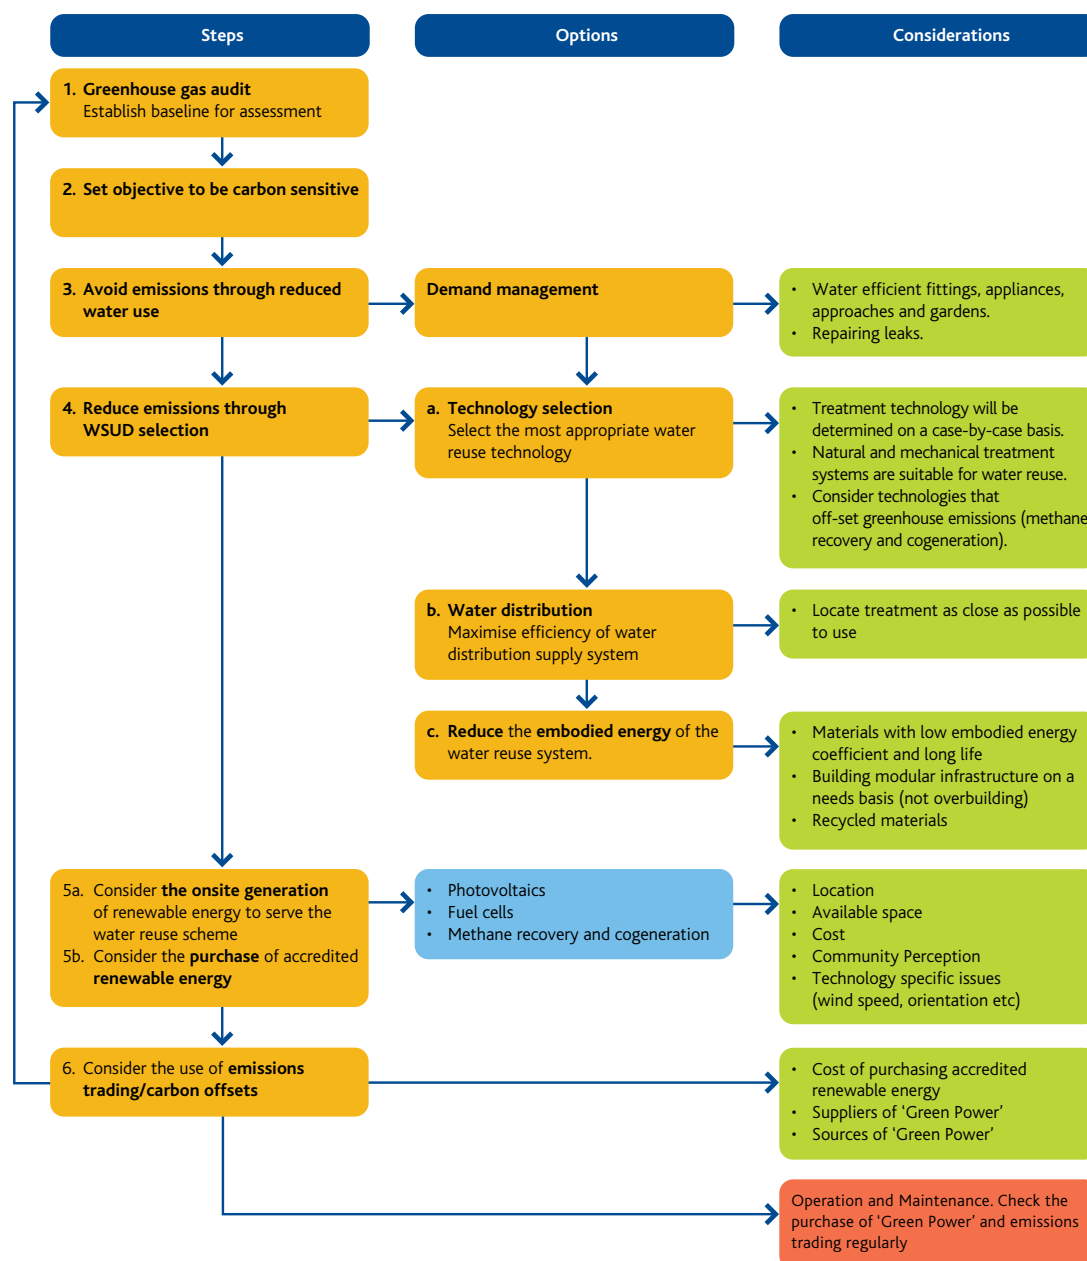 Steps
Options
Considerations
1. Greenhouse gas audit
Establish baseline for assessment
2. Set objective to be carbon sensitive
3. Avoid emissions through reduced
water use
Demand management
• Water efficient fittings, appliances,
approaches and gardens.
• Repairing leaks.
4. Reduce emissions through
WSUD selection
a. Technology selection
Select the most appropriate water
reuse technology
• Treatment technology will be
determined on a case-by-case basis.
• Natural and mechanical treatment
systems are suitable for water reuse.
• Consider technologies that
off-set greenhouse emissions (methane
recovery and cogeneration).
b. Water distribution
Maximise efficiency of water
distribution supply system
• Locate treatment as close as possible
to use
c. Reduce the embodied energy of the
water reuse system.
• Materials with low embodied energy
coefficient and long life
• Building modular infrastructure on a
needs basis (not overbuilding)
• Recycled materials
5a. Consider the onsite generation
of renewable energy to serve the
water reuse scheme
5b. Consider the purchase of accredited
renewable energy
• Photovoltaics
• Fuel cells
• Methane recovery and cogeneration
• Location
• Available space
• Cost
• Community Perception
• Technology specific issues
(wind speed, orientation etc)
6. Consider the use of emissions
trading/carbon offsets
• Cost of purchasing accredited
renewable energy
• Suppliers of ‘Green Power’
• Sources of ‘Green Power’
Operation and Maintenance. Check the
purchase of ‘Green Power’ and emissions
trading regularly